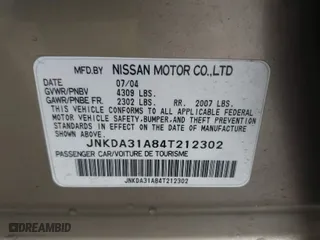 MFD.BY NISSAN MOTOR CO.,LTD
DATE 07/04
GVWR/PNBV 4309 LBS.
GAWR/PNBE FR. 2302 LBS. RR. 2007 LBS.
THIS VEHICLE CONFORMS TO ALL APPLICABLE FEDERAL
MOTOR VEHICLE SAFETY,BUMPER,AND THEFT PREVENTION
STANDARDS IN EFFECT ON THE DATE OF MANUFACTURE
SHOWN ABOVE.
JNKDA31A84T212302
PASSENGER CAR/VOITURE DE TOURISME
JNKDA31A84T212302
DREAMBID